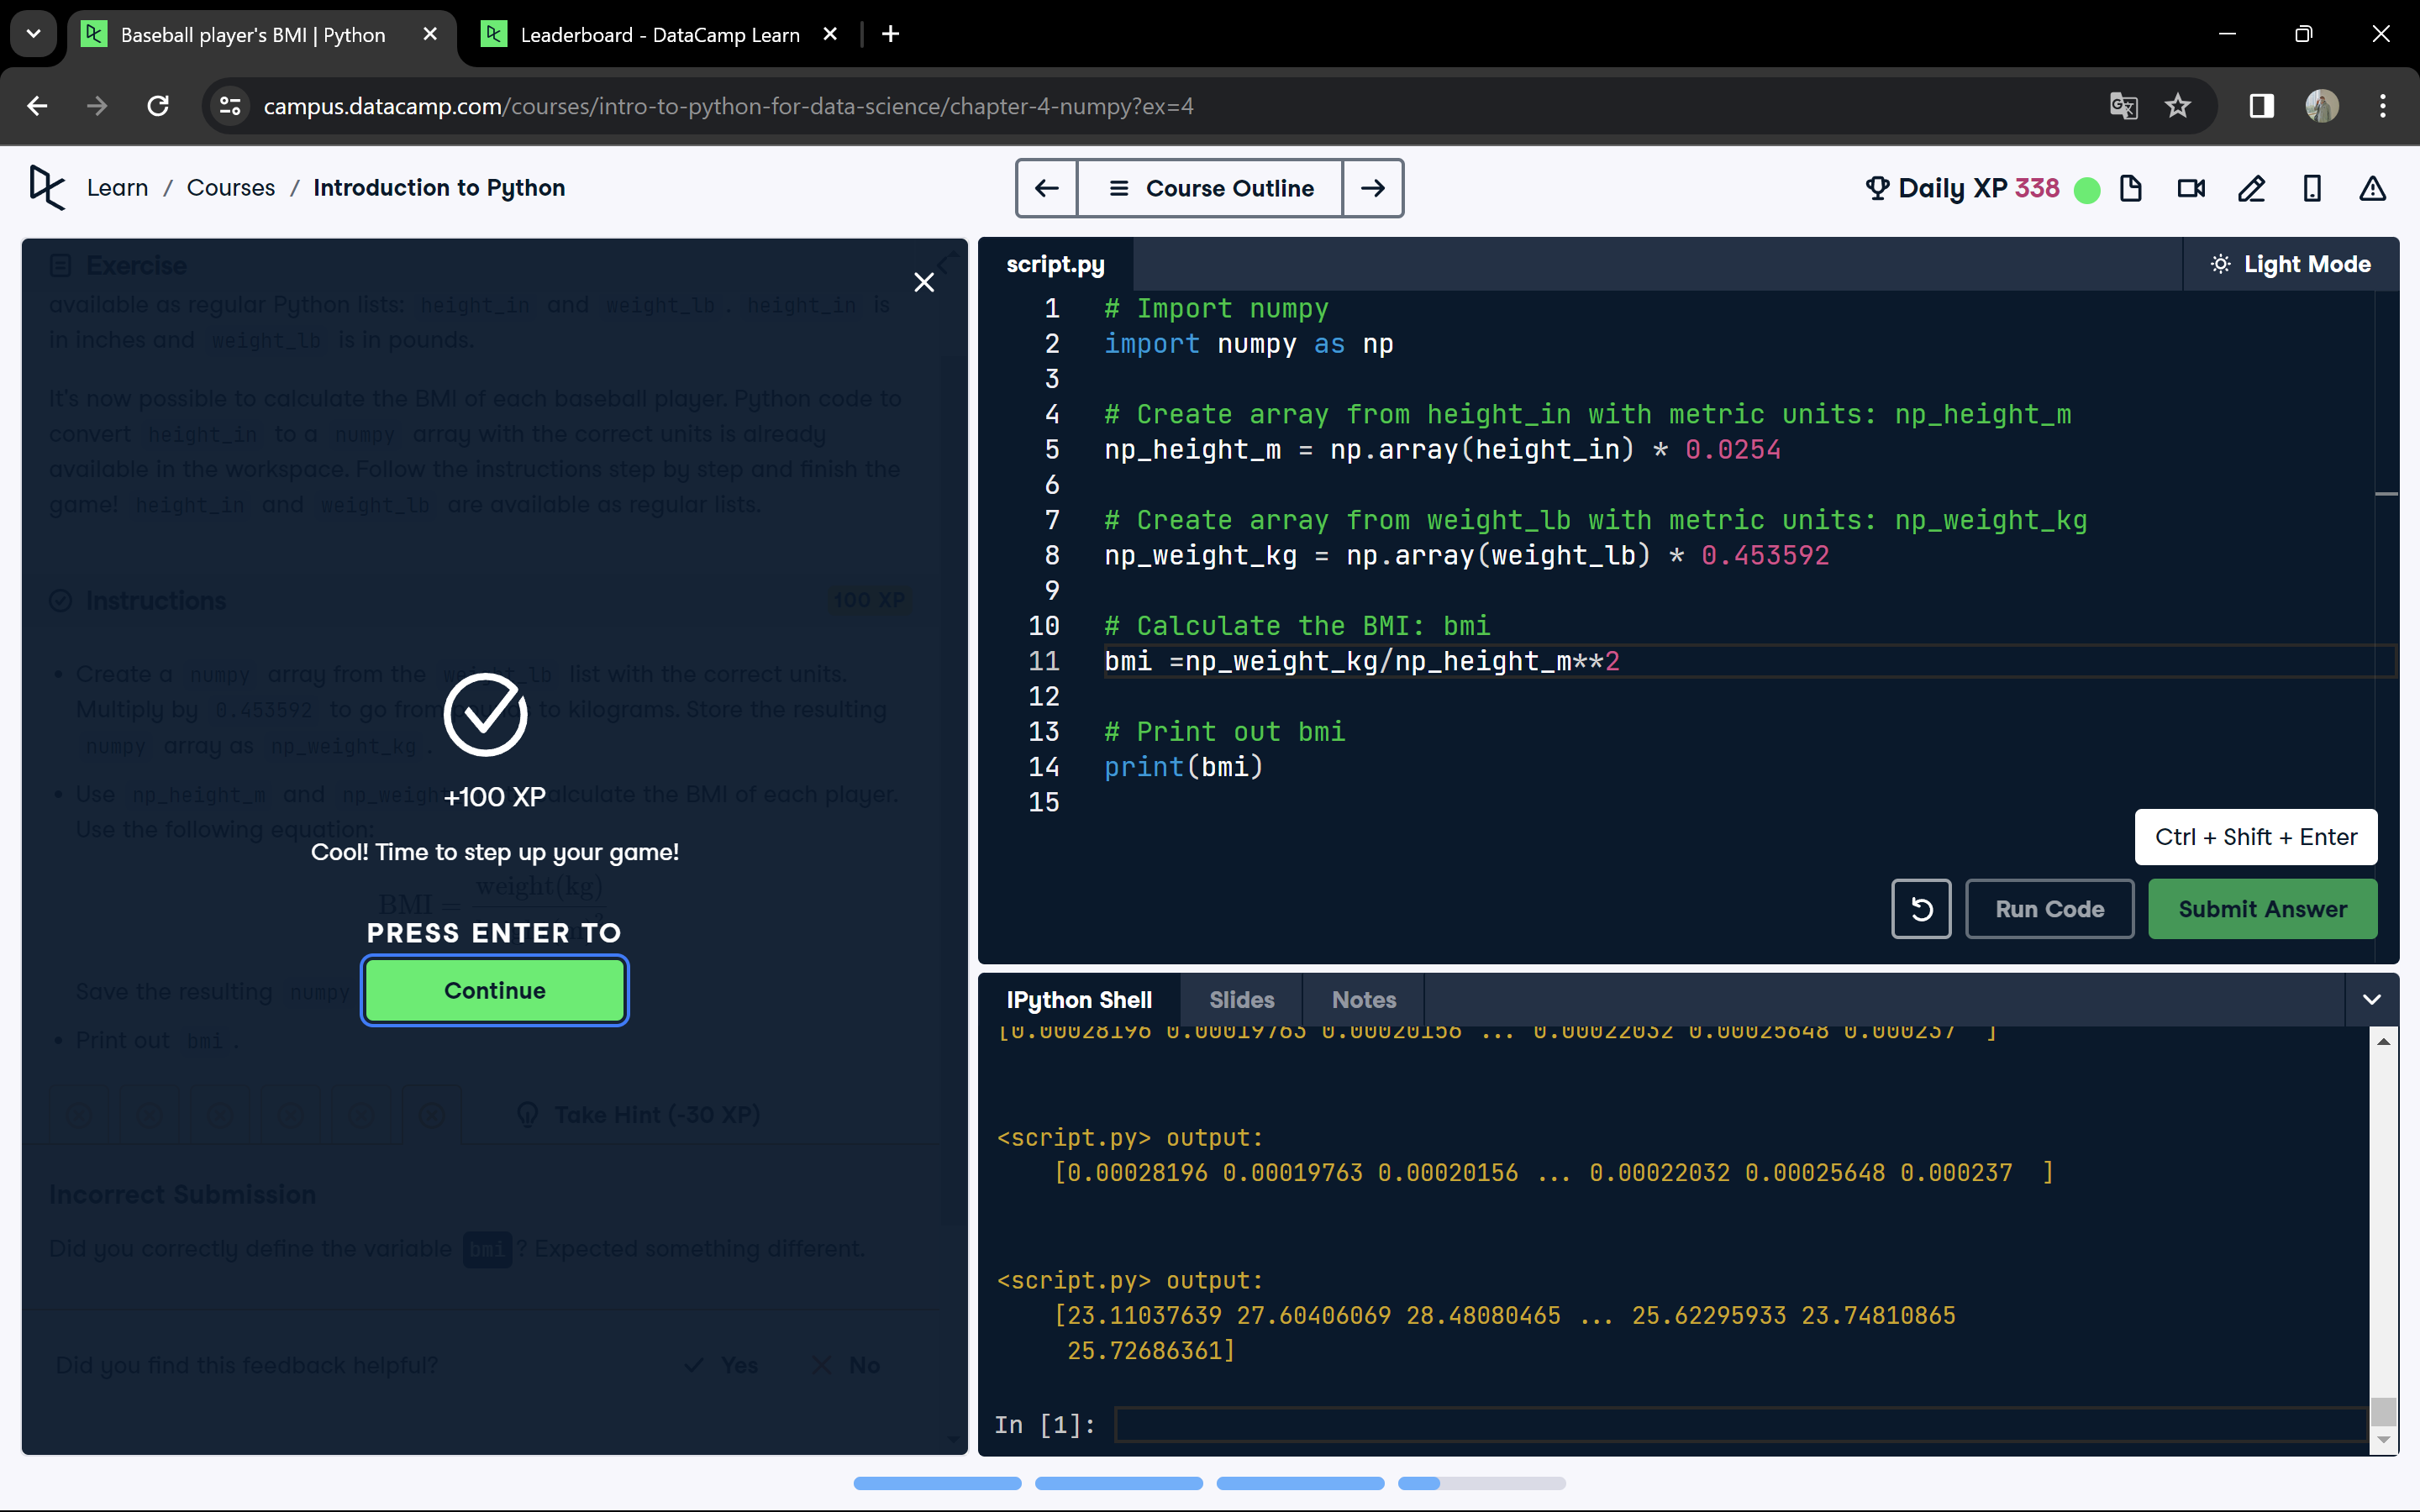 Baseball player's BMI | Python
Leaderboard - DataCamp Learn
campus.datacamp.com/courses/intro-to-python-for-data-science/chapter-4-numpy?ex=4
Learn / Courses / Introduction to Python
Course Outline
Daily XP 338
Exercise
available as regular Python lists: height_in and weight_lb. height_in is
in inches and weight_lb is in pounds.
It's now possible to calculate the BMI of each baseball player. Python code to
convert height_in to a numpy array with the correct units is already
available in the workspace. Follow the instructions step by step and finish the
game! height_in and weight_lb are available as regular lists.
Instructions
100 XP
• Create a numpy array from the weight_lb list with the correct units.
Multiply by 0.453592 to go from to kilograms. Store the resulting
numpy array as np_weight_kg.
• Use np_height_m and np_weight calculate the BMI of each player.
Use the following equation:
BMI = weight(kg)
Save the resulting numpy
• Print out bmi.
Take Hint (-30 XP)
Incorrect Submission
Did you correctly define the variable bmi? Expected something different.
Did you find this feedback helpful?
Yes
No
+100 XP
Cool! Time to step up your game!
PRESS ENTER TO
Continue
script.py
Light Mode
1 # Import numpy
2 import numpy as np
3
4 # Create array from height_in with metric units: np_height_m
5 np_height_m = np.array(height_in) * 0.0254
6
7 # Create array from weight_lb with metric units: np_weight_kg
8 np_weight_kg = np.array(weight_lb) * 0.453592
9
10 # Calculate the BMI: bmi
11 bmi =np_weight_kg/np_height_m**2
12
13 # Print out bmi
14 print(bmi)
15
Ctrl + Shift + Enter
Run Code
Submit Answer
IPython Shell
Slides
Notes
[0.00028196 0.00019763 0.00020156 ... 0.00022032 0.00025648 0.000237 ]
<script.py> output:
[0.00028196 0.00019763 0.00020156 ... 0.00022032 0.00025648 0.000237 ]
<script.py> output:
[23.11037639 27.60406069 28.48080465 ... 25.62295933 23.74810865
25.72686361]
In [1]: